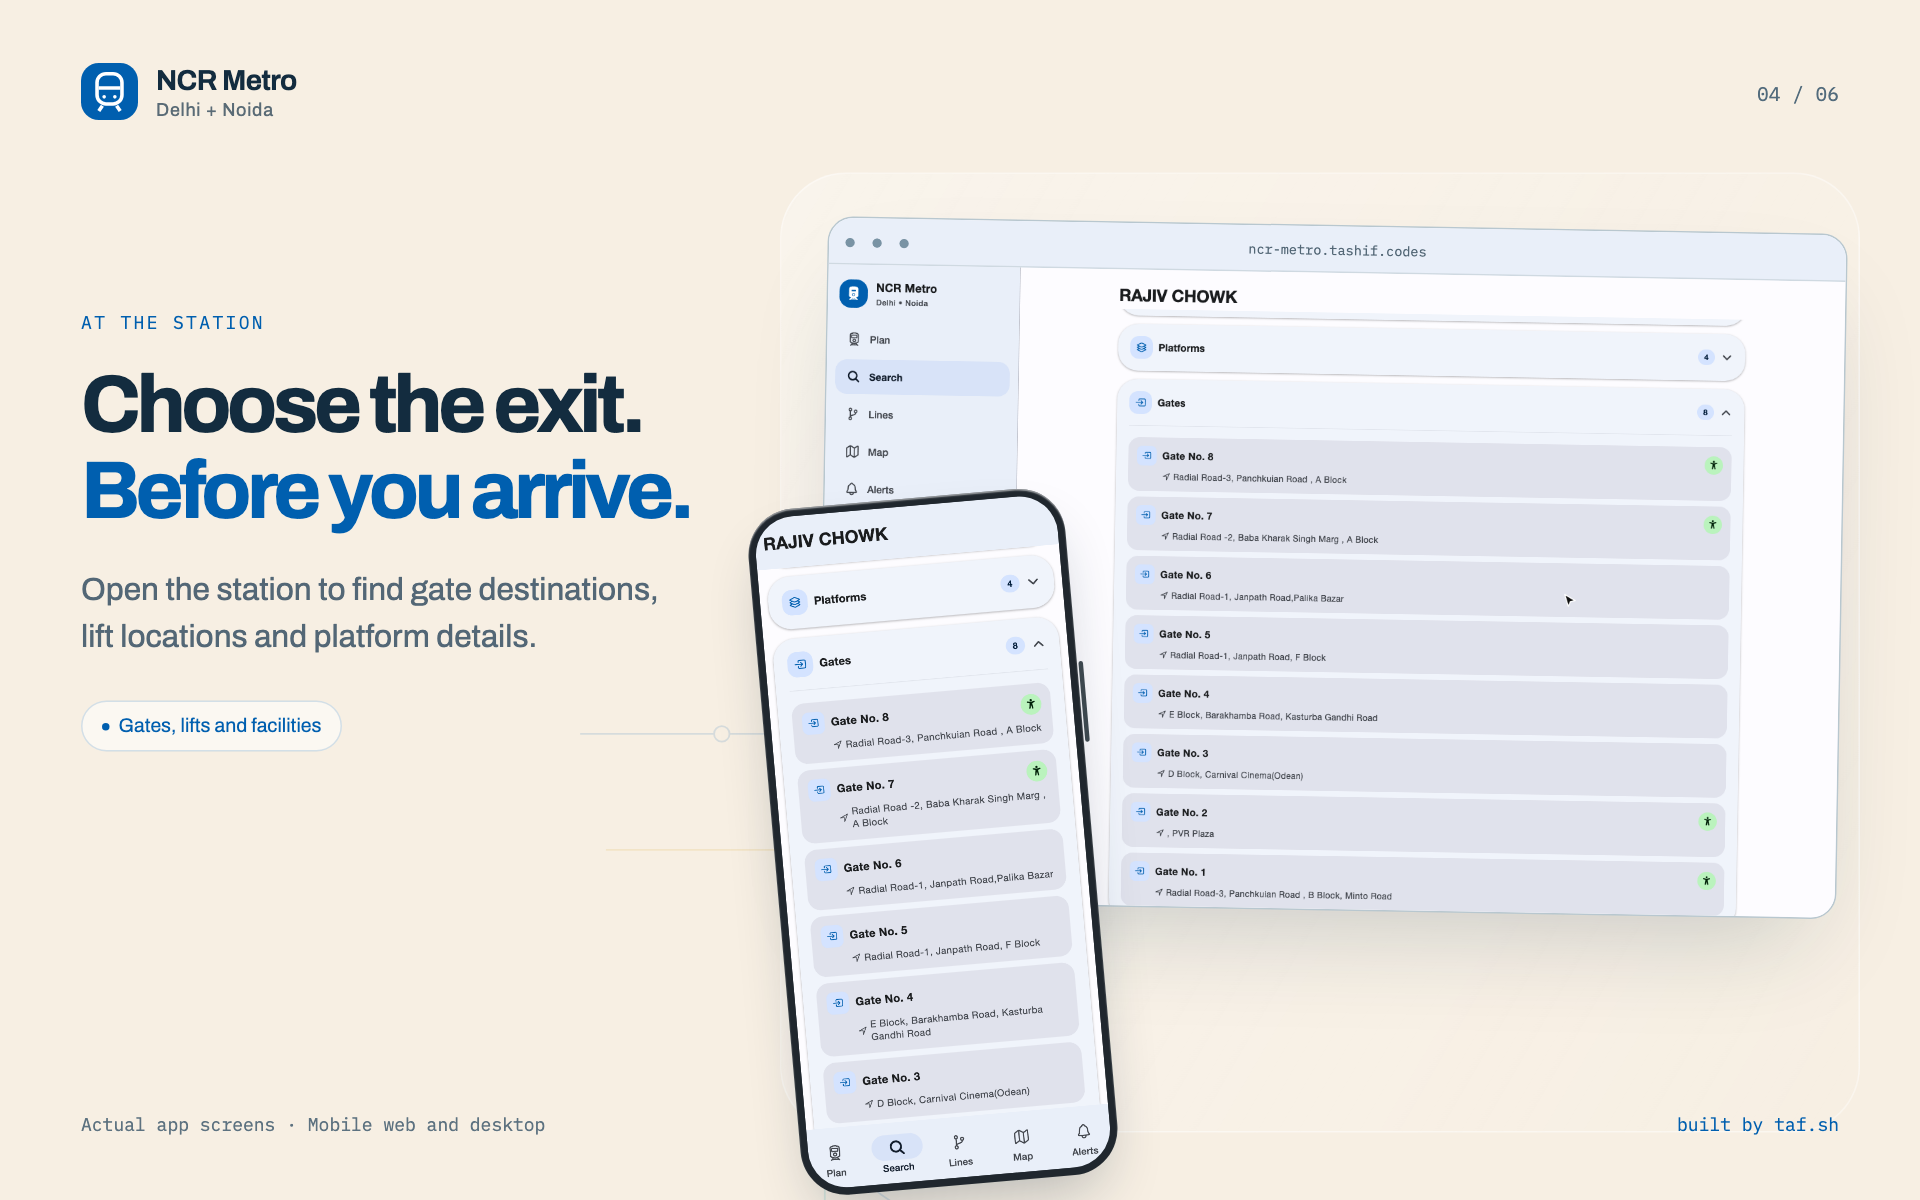 NCR Metro
Delhi + Noida
04 / 06
AT THE STATION
Choose the exit.
Before you arrive.
Open the station to find gate destinations,
lift locations and platform details.
Gates, lifts and facilities
ncr-metro.tashif.codes
NCR Metro
Delhi • Noida
Plan
Search
Lines
Map
Alerts
RAJIV CHOWK
Platforms
4
Gates
8
Gate No. 8
Radial Road-3, Panchkuian Road , A Block
Gate No. 7
Radial Road -2, Baba Kharak Singh Marg , A Block
Gate No. 6
Radial Road-1, Janpath Road,Palika Bazar
Gate No. 5
Radial Road-1, Janpath Road, F Block
Gate No. 4
E Block, Barakhamba Road, Kasturba Gandhi Road
Gate No. 3
D Block, Carnival Cinema(Odean)
Gate No. 2
, PVR Plaza
Gate No. 1
Radial Road-3, Panchkuian Road , B Block, Minto Road
RAJIV CHOWK
Platforms
4
Gates
8
Gate No. 8
Radial Road-3, Panchkuian Road , A Block
Gate No. 7
Radial Road -2, Baba Kharak Singh Marg ,
A Block
Gate No. 6
Radial Road-1, Janpath Road,Palika Bazar
Gate No. 5
Radial Road-1, Janpath Road, F Block
Gate No. 4
E Block, Barakhamba Road, Kasturba
Gandhi Road
Gate No. 3
D Block, Carnival Cinema(Odean)
Plan
Search
Lines
Map
Alerts
Actual app screens · Mobile web and desktop
built by taf.sh